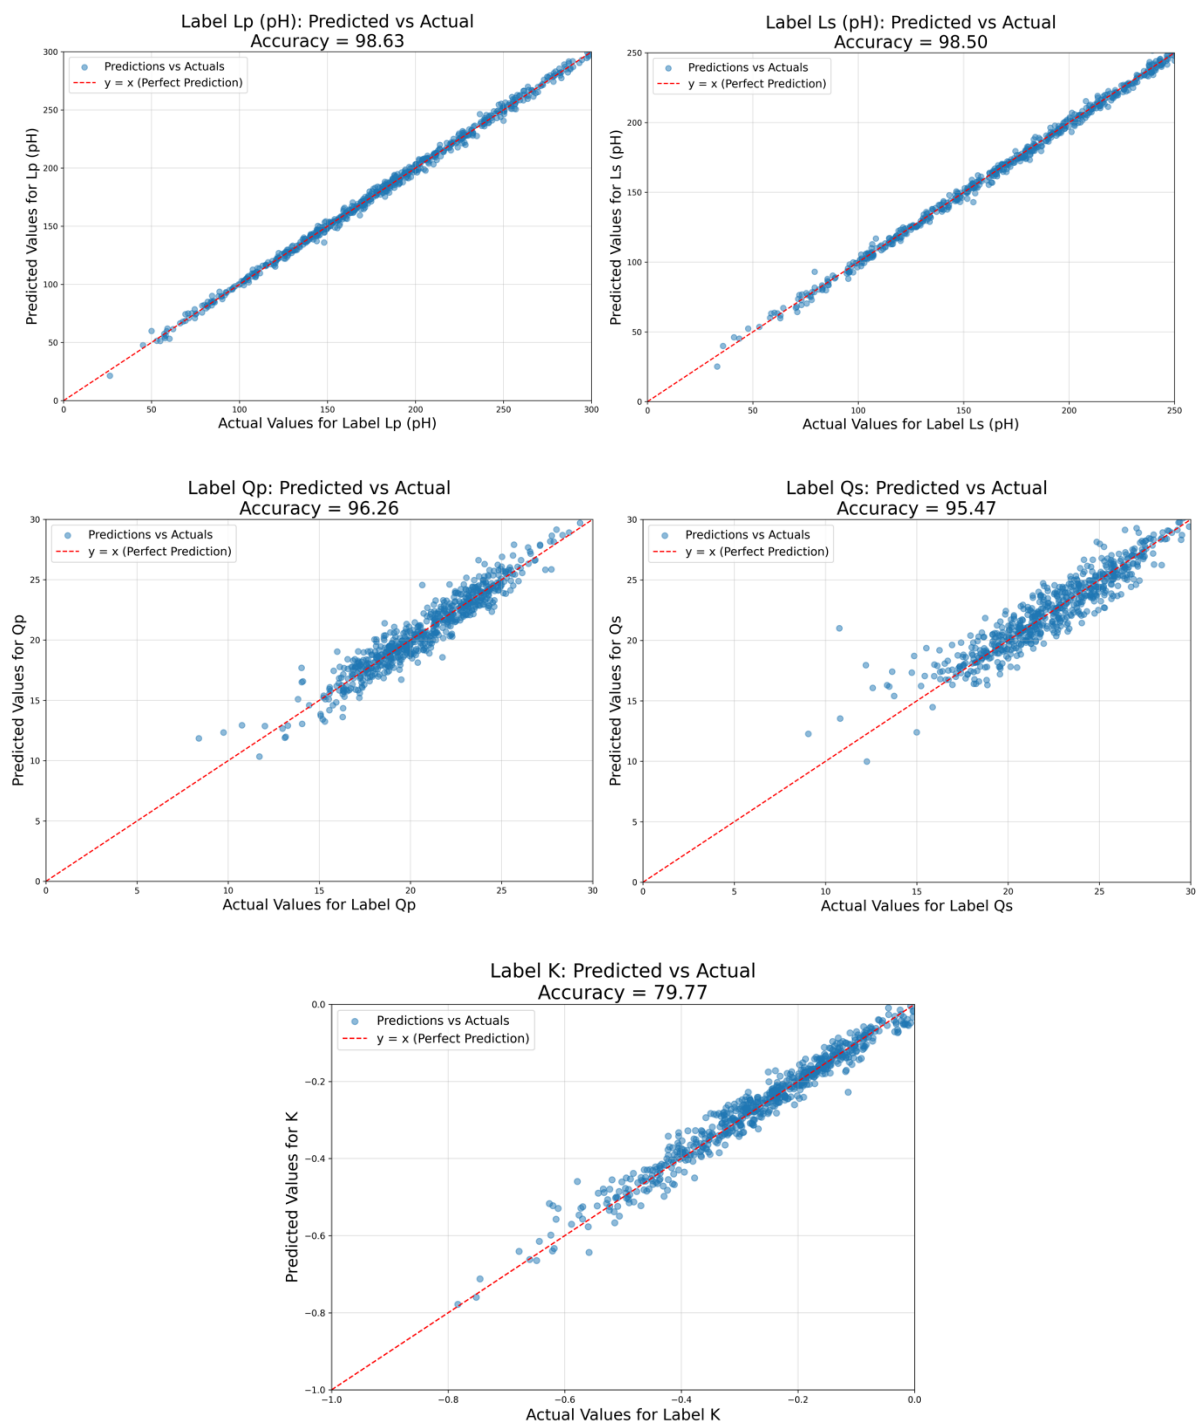 Label Lp (pH): Predicted vs Actual
Accuracy = 98.63
Predictions vs Actuals
y = x (Perfect Prediction)
Predicted Values for Lp (pH)
300
250
200
150
100
50
0
0 50 100 150 200 250 300
Actual Values for Label Lp (pH)
Label Ls (pH): Predicted vs Actual
Accuracy = 98.50
Predictions vs Actuals
y = x (Perfect Prediction)
Predicted Values for Ls (pH)
250
200
150
100
50
0
0 50 100 150 200 250
Actual Values for Label Ls (pH)
Label Qp: Predicted vs Actual
Accuracy = 96.26
Predictions vs Actuals
y = x (Perfect Prediction)
Predicted Values for Qp
30
25
20
15
10
5
0
0 5 10 15 20 25 30
Actual Values for Label Qp
Label Qs: Predicted vs Actual
Accuracy = 95.47
Predictions vs Actuals
y = x (Perfect Prediction)
Predicted Values for Qs
30
25
20
15
10
5
0
0 5 10 15 20 25 30
Actual Values for Label Qs
Label K: Predicted vs Actual
Accuracy = 79.77
Predictions vs Actuals
y = x (Perfect Prediction)
Predicted Values for K
0.0
−0.2
−0.4
−0.6
−0.8
−1.0
−1.0 −0.8 −0.6 −0.4 −0.2 0.0
Actual Values for Label K